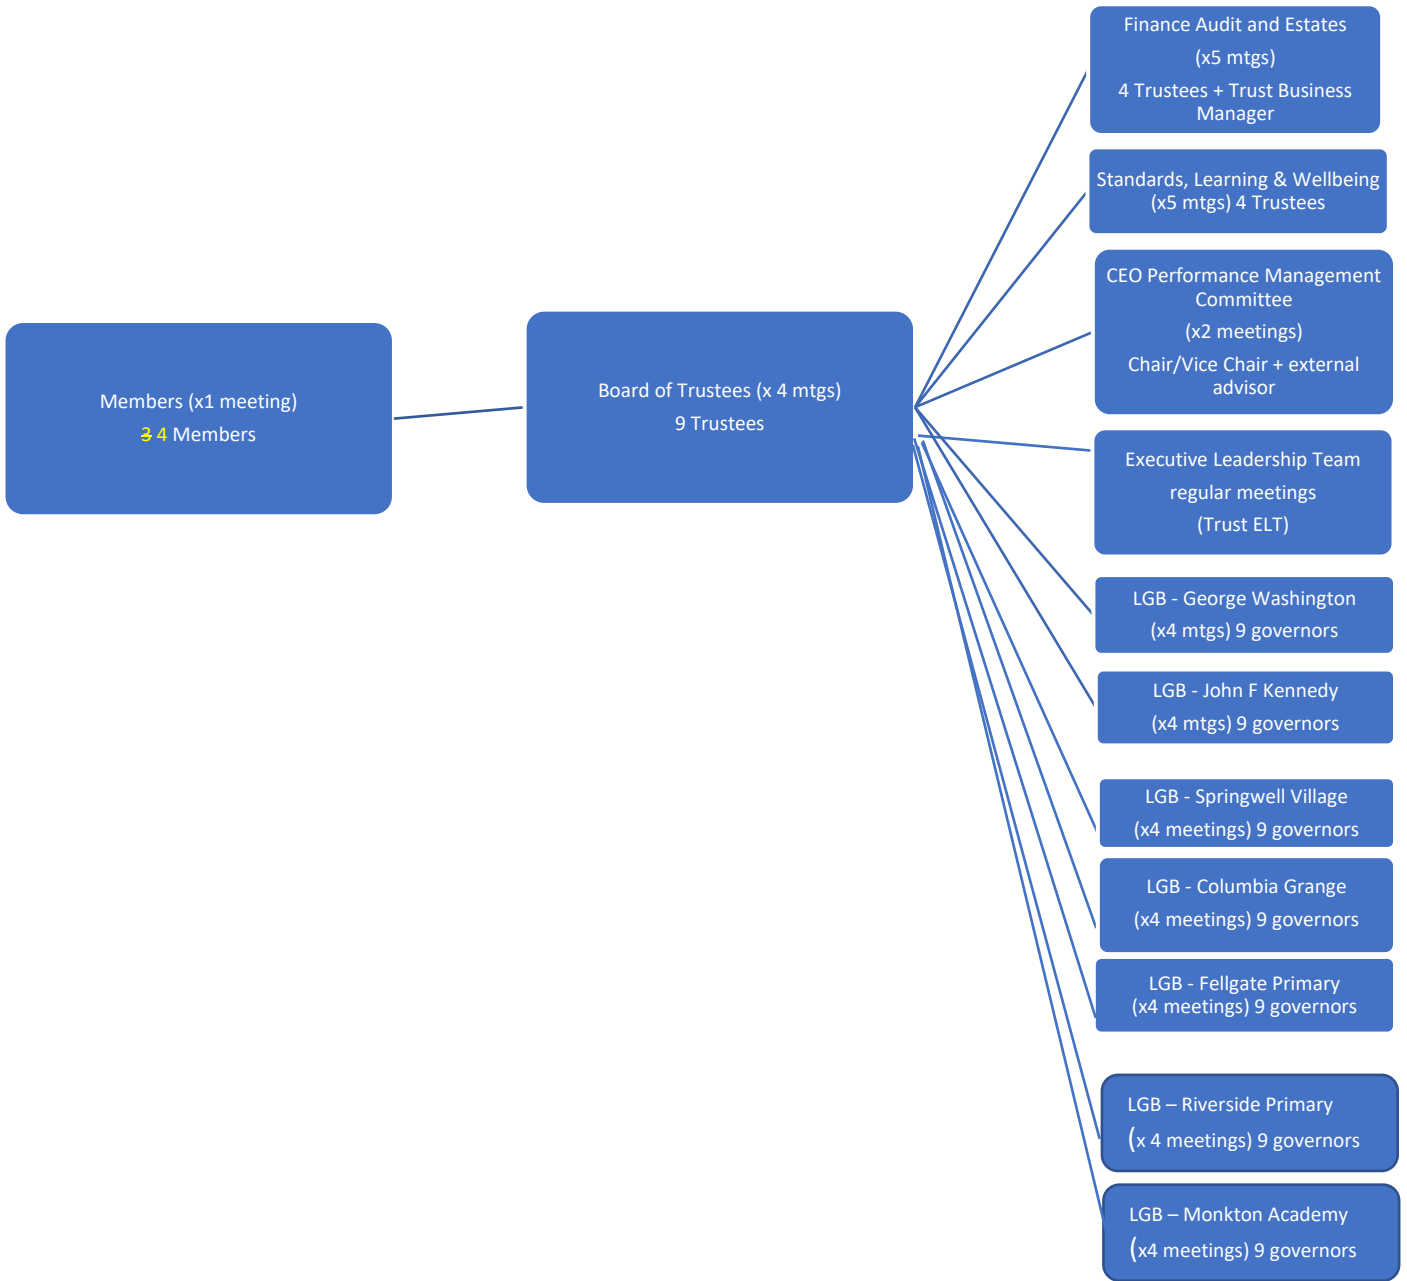 Members (x1 meeting)
3 4 Members
Board of Trustees (x 4 mtgs)
9 Trustees
Finance Audit and Estates
(x5 mtgs)
4 Trustees + Trust Business
Manager
Standards, Learning & Wellbeing
(x5 mtgs) 4 Trustees
CEO Performance Management
Committee
(x2 meetings)
Chair/Vice Chair + external
advisor
Executive Leadership Team
regular meetings
(Trust ELT)
LGB - George Washington
(x4 mtgs) 9 governors
LGB - John F Kennedy
(x4 mtgs) 9 governors
LGB - Springwell Village
(x4 meetings) 9 governors
LGB - Columbia Grange
(x4 meetings) 9 governors
LGB - Fellgate Primary
(x4 meetings) 9 governors
LGB – Riverside Primary
(x 4 meetings) 9 governors
LGB – Monkton Academy
(x4 meetings) 9 governors